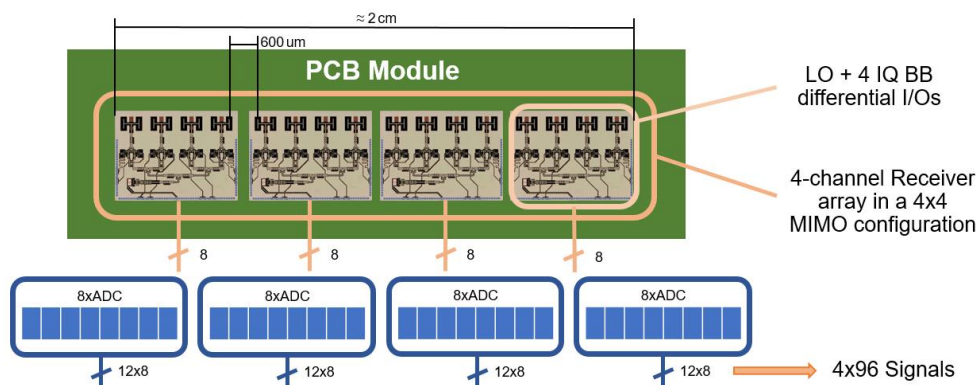 ≈ 2 cm
600 um
PCB Module
LO + 4 IQ BB
differential I/Os
4-channel Receiver
array in a 4x4
MIMO configuration
8
8
8
8
8xADC
8xADC
8xADC
8xADC
12x8
12x8
12x8
12x8
4x96 Signals